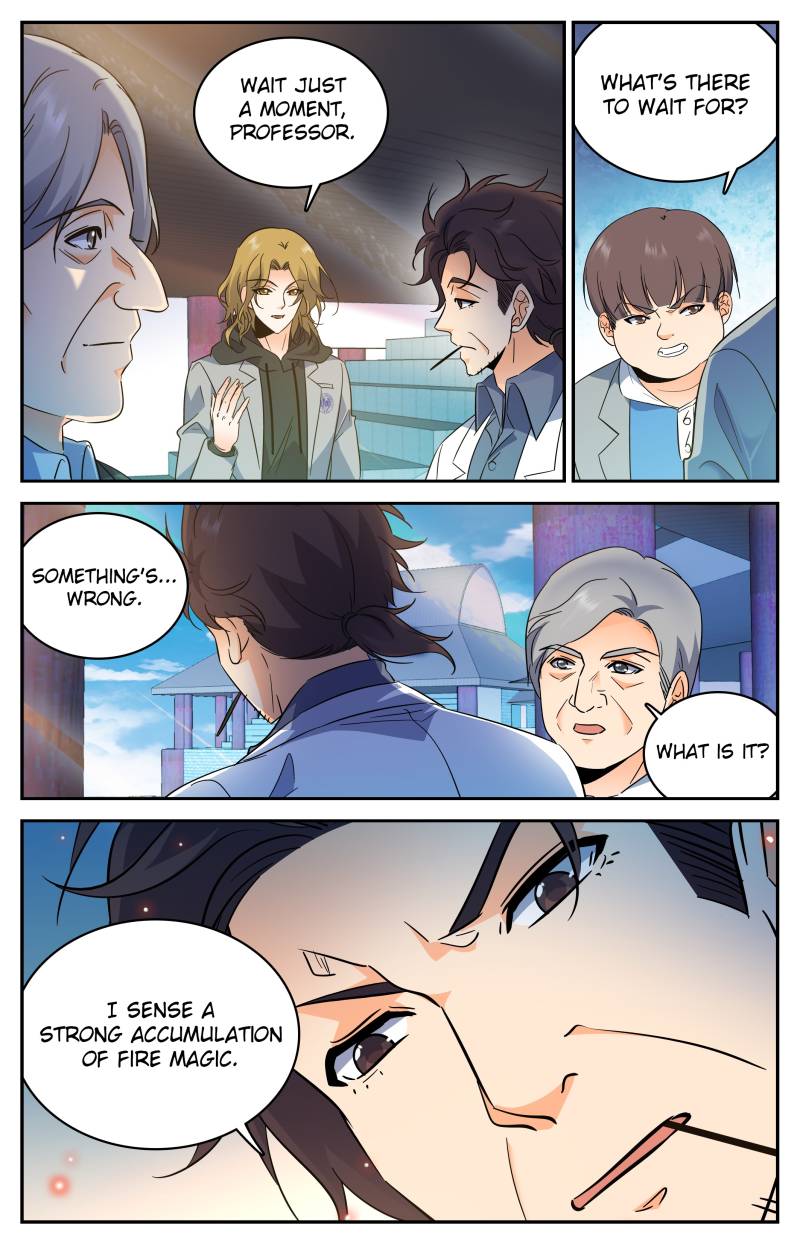 WAIT JUST
A MOMENT,
PROFESSOR.
WHAT'S THERE
TO WAIT FOR?
SOMETHING'S...
WRONG.
WHAT IS IT?
I SENSE A
STRONG ACCUMULATION
OF FIRE MAGIC.